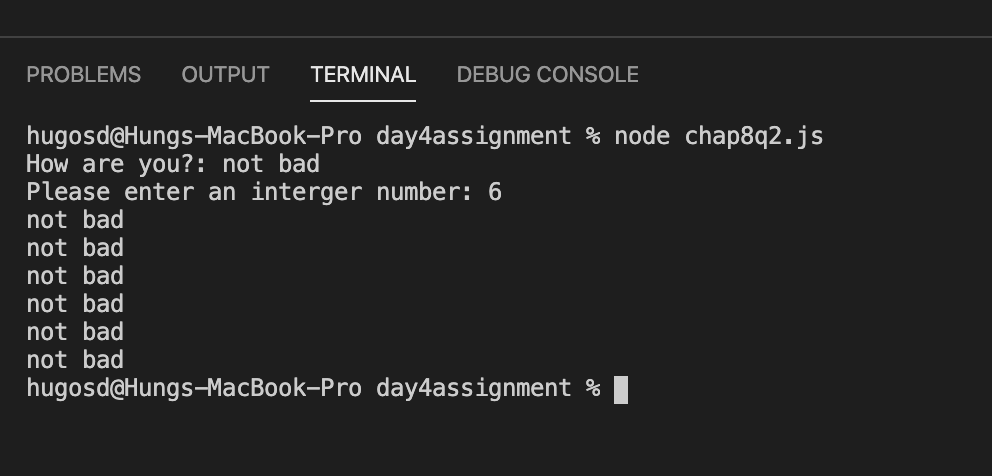 PROBLEMS OUTPUT TERMINAL DEBUG CONSOLE
hugosd@Hungs-MacBook-Pro day4assignment % node chap8q2.js
How are you?: not bad
Please enter an interger number: 6
not bad
not bad
not bad
not bad
not bad
not bad
hugosd@Hungs-MacBook-Pro day4assignment %